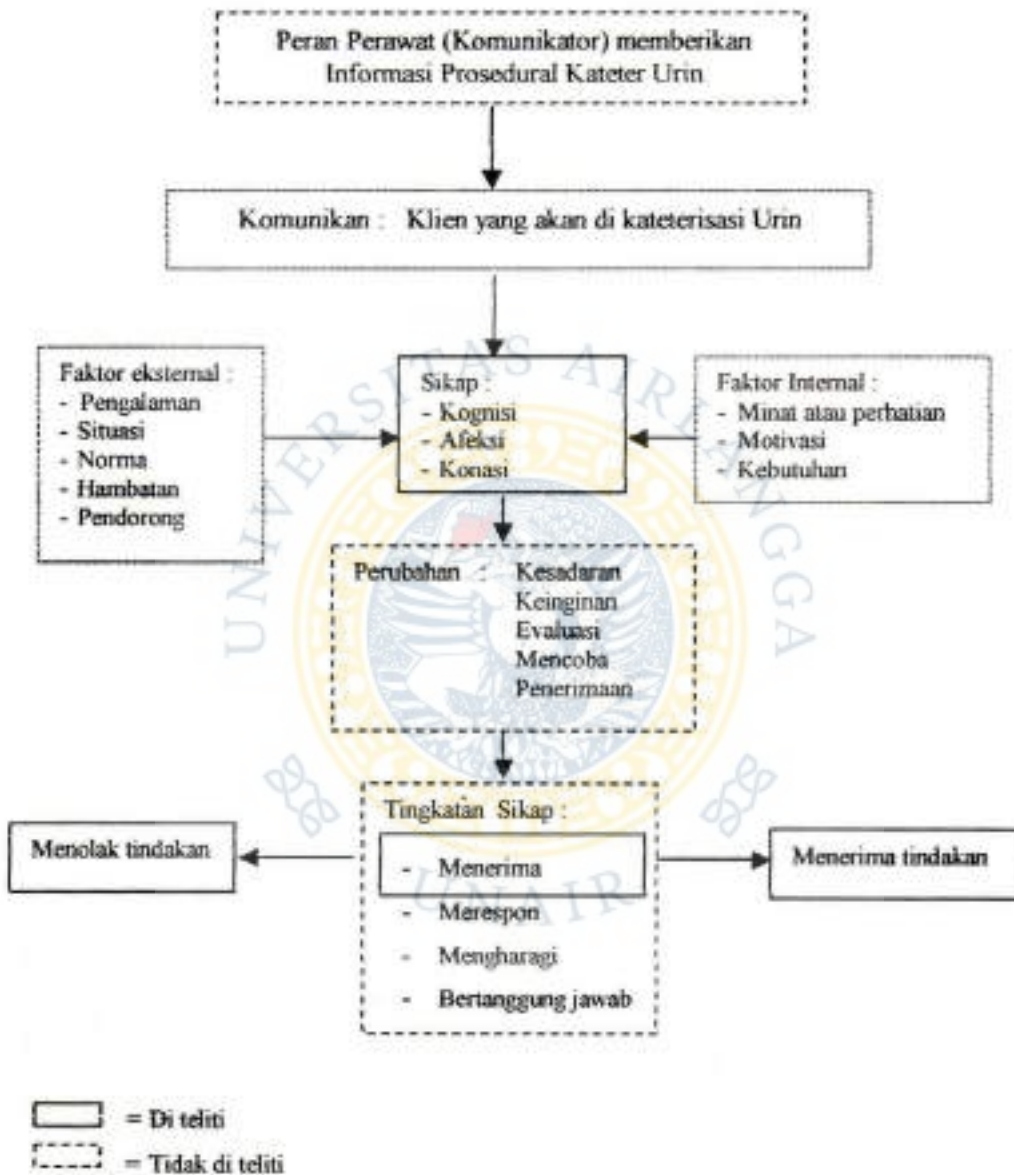 Peran Perawat (Komunikator) memberikan
Informasi Prosedural Kateter Urin
Komunikan : Klien yang akan di kateterisasi Urin
Faktor eksternal :
- Pengalaman
- Situasi
- Norma
- Hambatan
- Pendorong
Sikap :
- Kognisi
- Afeksi
- Konasi
Faktor Internal :
- Minat atau perhatian
- Motivasi
- Kebutuhan
Perubahan : Kesadaran
Keinginan
Evaluasi
Mencoba
Penerimaan
Tingkatan Sikap :
- Menerima
- Merespon
- Mengharagi
- Bertanggung jawab
Menolak tindakan
Menerima tindakan
= Di teliti
= Tidak di teliti
UNIVERSITAS AIRLANGGA
UNAIR